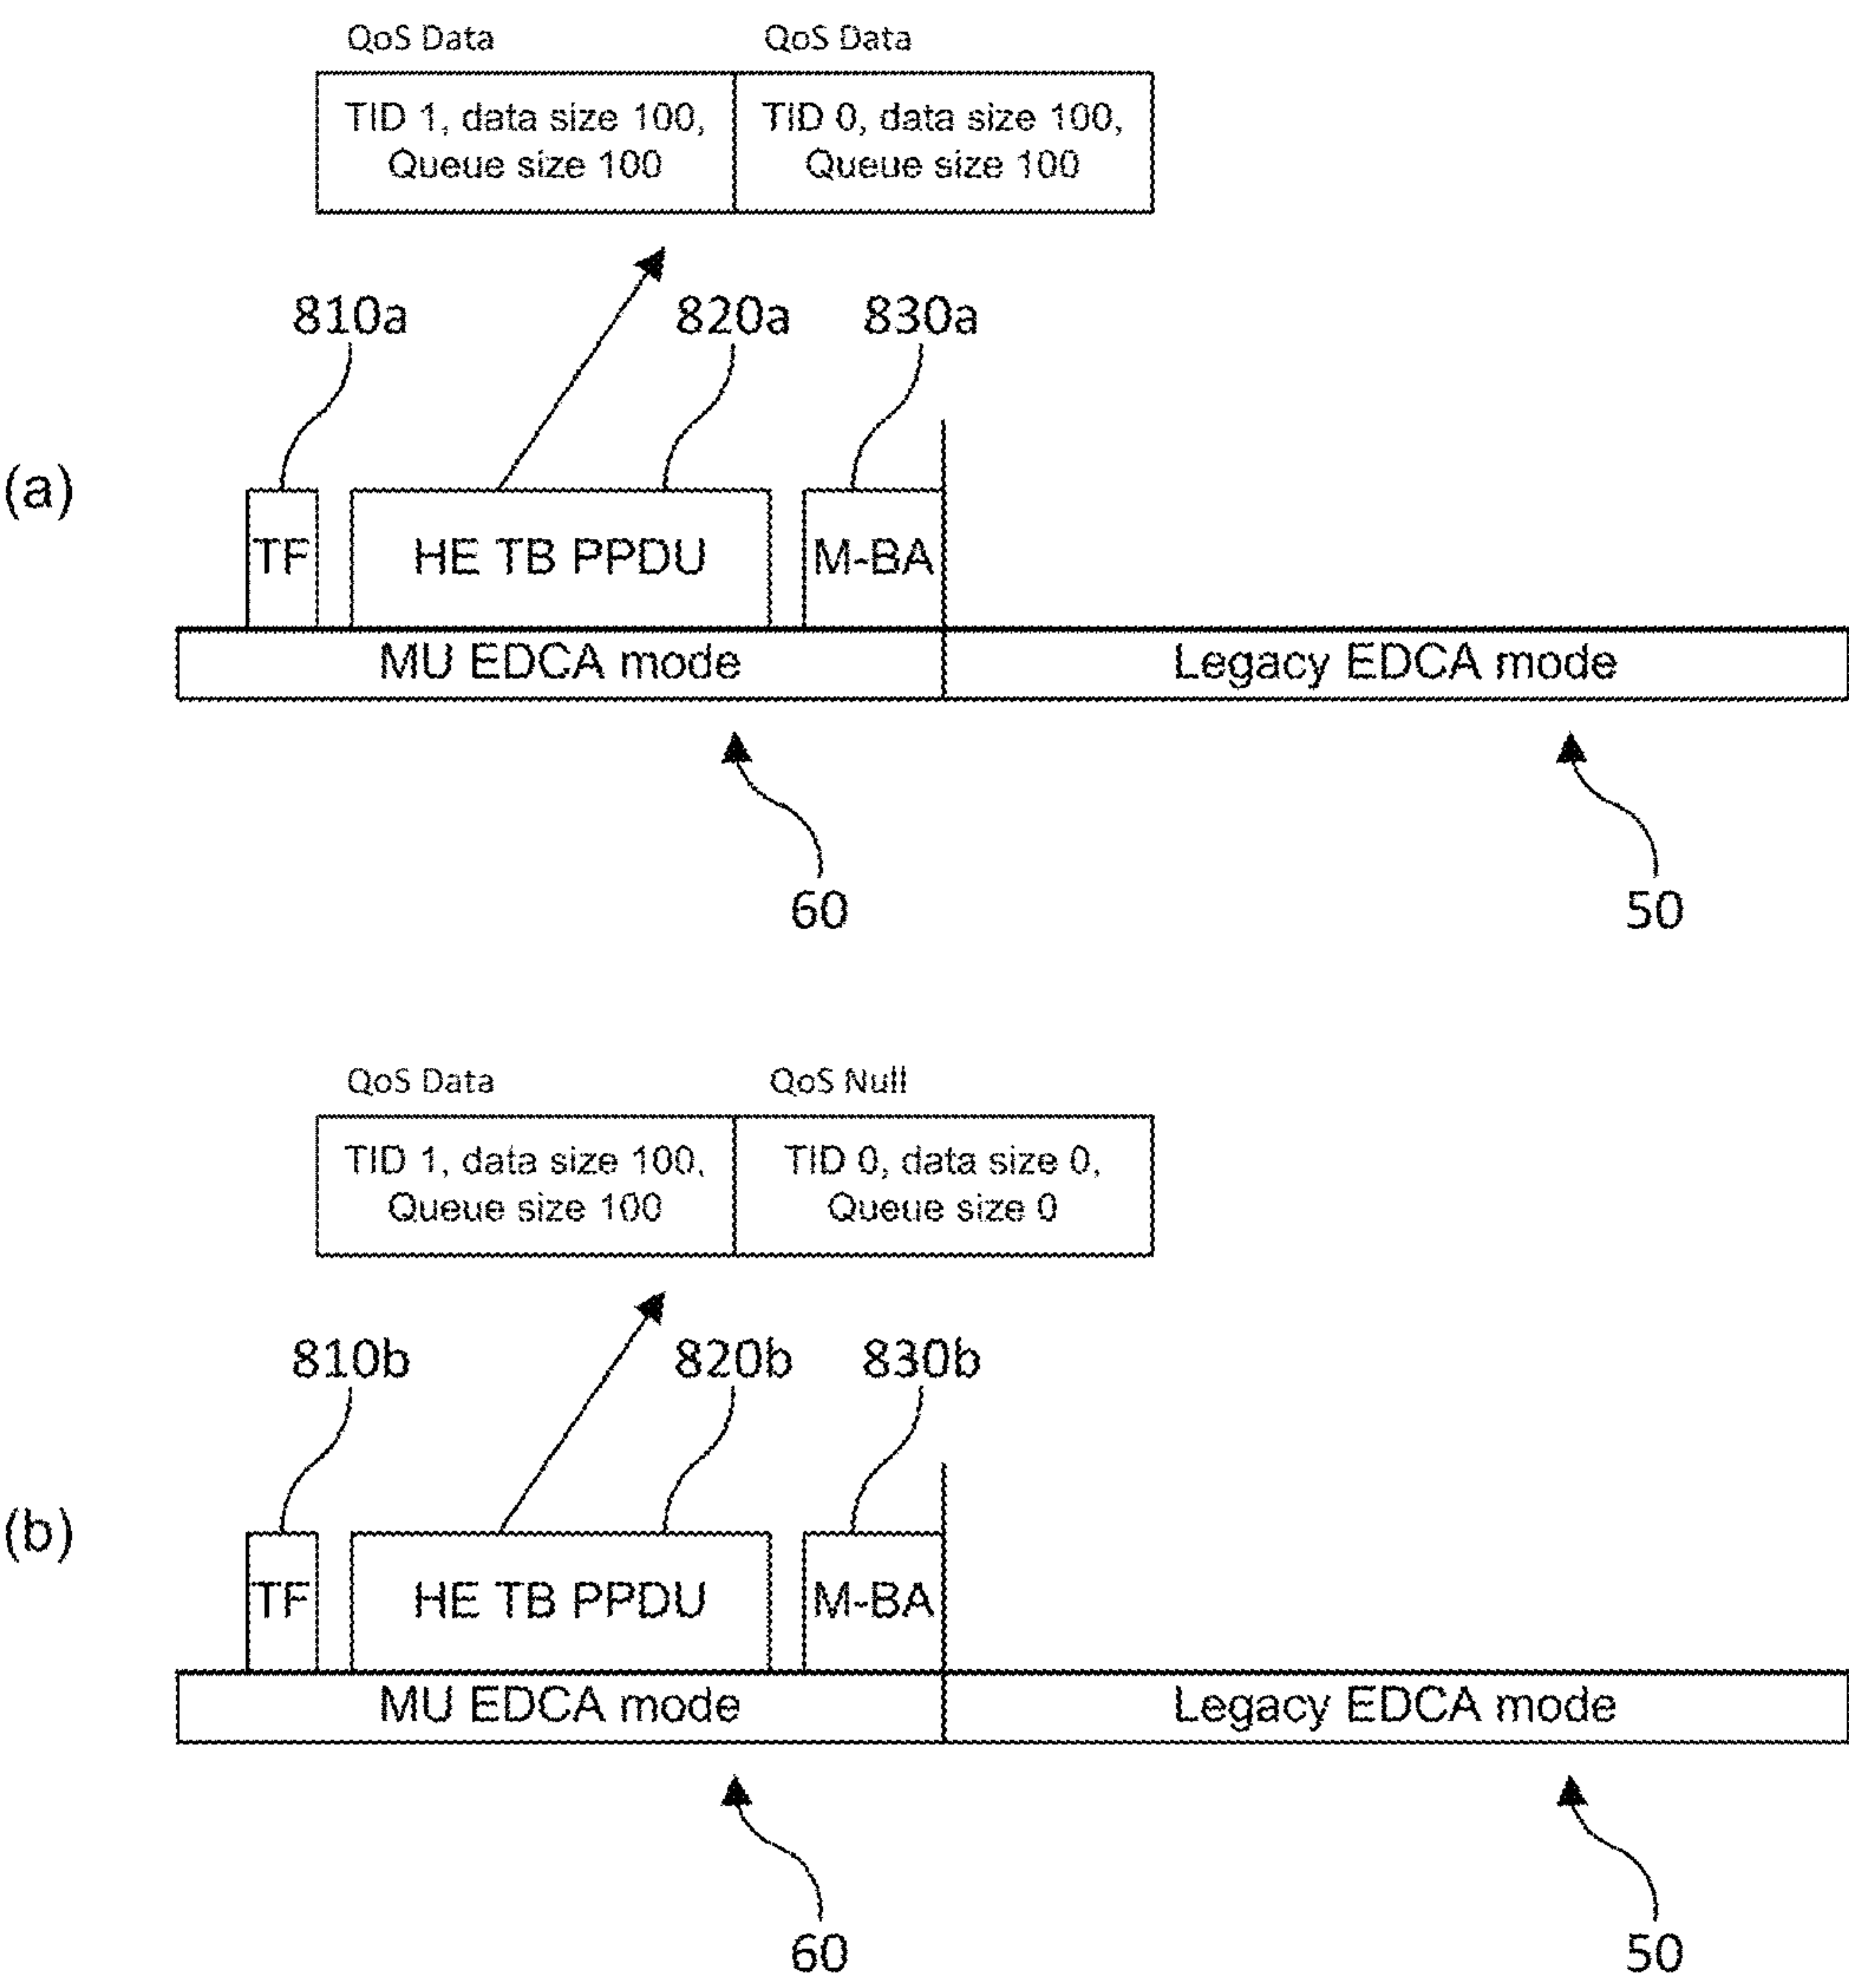 QoS Data QoS Data
TID 1, data size 100, TID 0, data size 100,
Queue size 100 Queue size 100
810a 820a 830a
(a)
TF HE TB PPDU M-BA
MU EDCA mode Legacy EDCA mode
60 50
QoS Data QoS Null
TID 1, data size 100, TID 0, data size 0,
Queue size 100 Queue size 0
810b 820b 830b
(b)
TF HE TB PPDU M-BA
MU EDCA mode Legacy EDCA mode
60 50